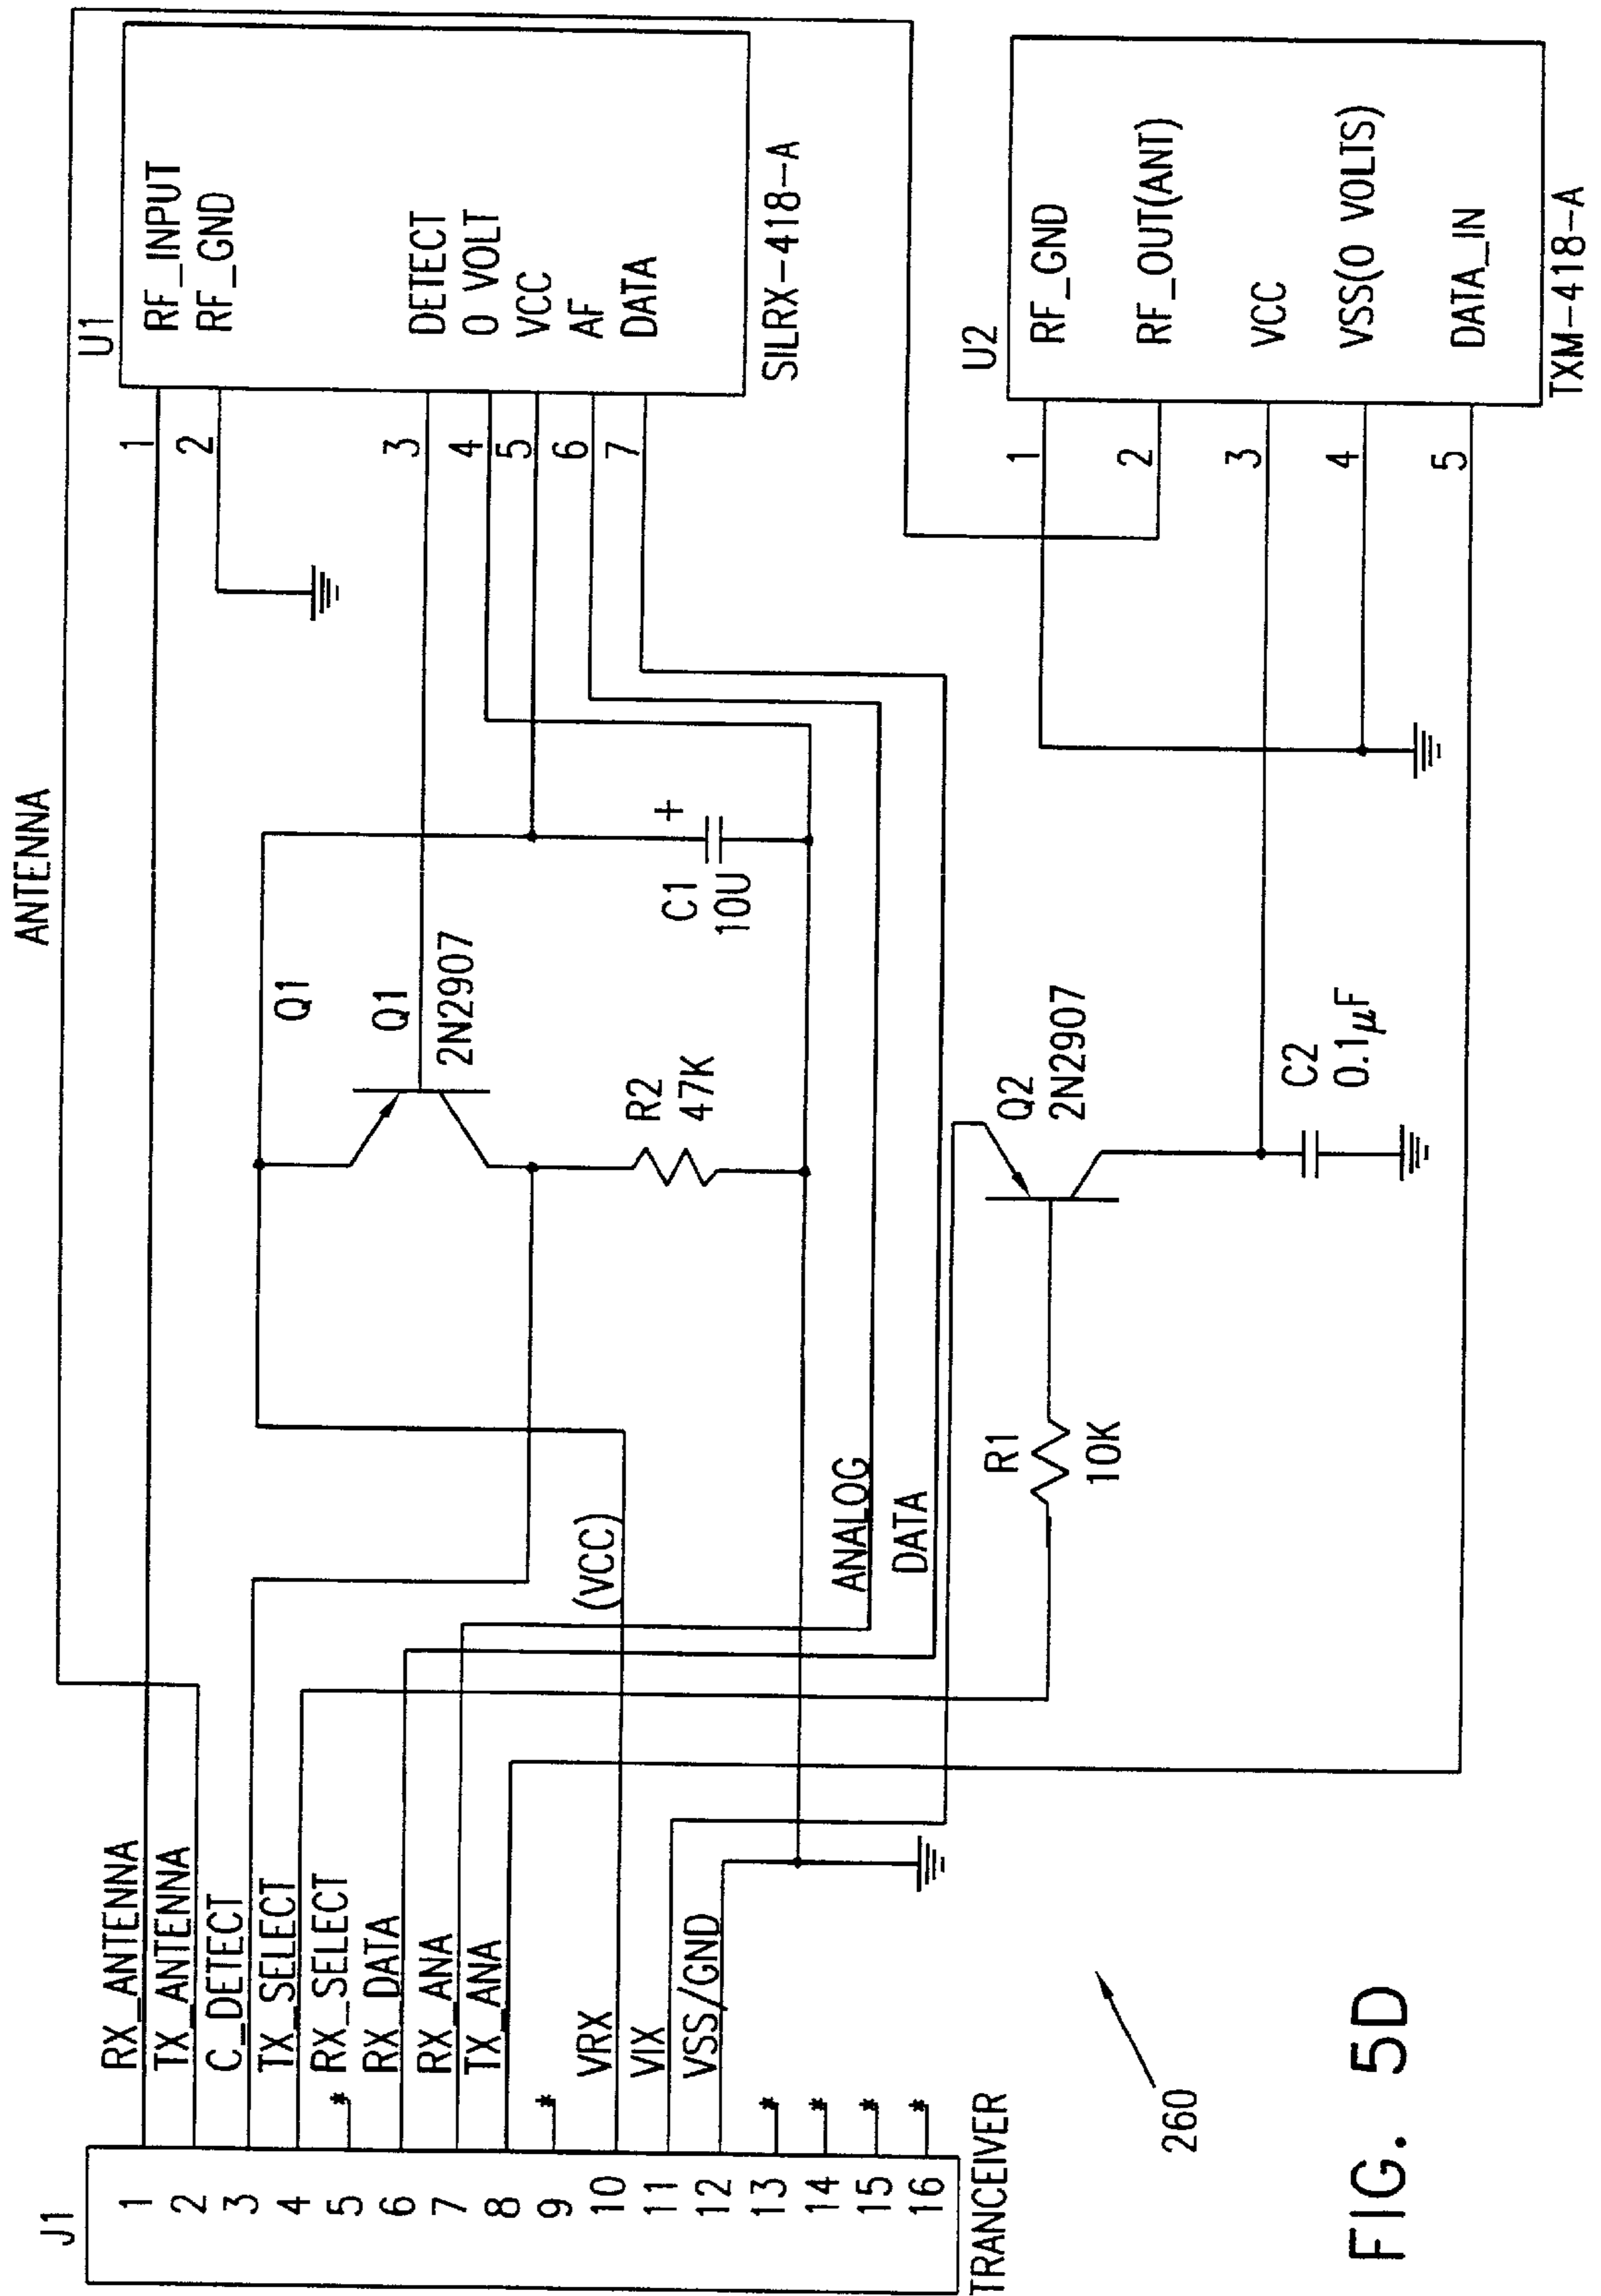 ANTENNA
J1
1
2
3
4
5
6
7
8
9
10
11
12
13
14
15
16
TRANCEIVER
RX_ANTENNA
TX_ANTENNA
C_DETECT
TX_SELECT
RX_SELECT
*
RX_DATA
RX_ANA
TX_ANA
*
VRX
VIX
VSS/GND
*
*
*
*
(VCC)
ANALOG
DATA
Q1
Q1
2N2907
R2
47K
C1
10U
+
R1
10K
Q2
2N2907
C2
0.1μF
U1
1
2
3
4
5
6
7
RF_INPUT
RF_GND
DETECT
0 VOLT
VCC
AF
DATA
SILRX-418-A
U2
1
2
3
4
5
RF_GND
RF_OUT(ANT)
VCC
VSS(0 VOLTS)
DATA_IN
TXM-418-A
260
FIG. 5D